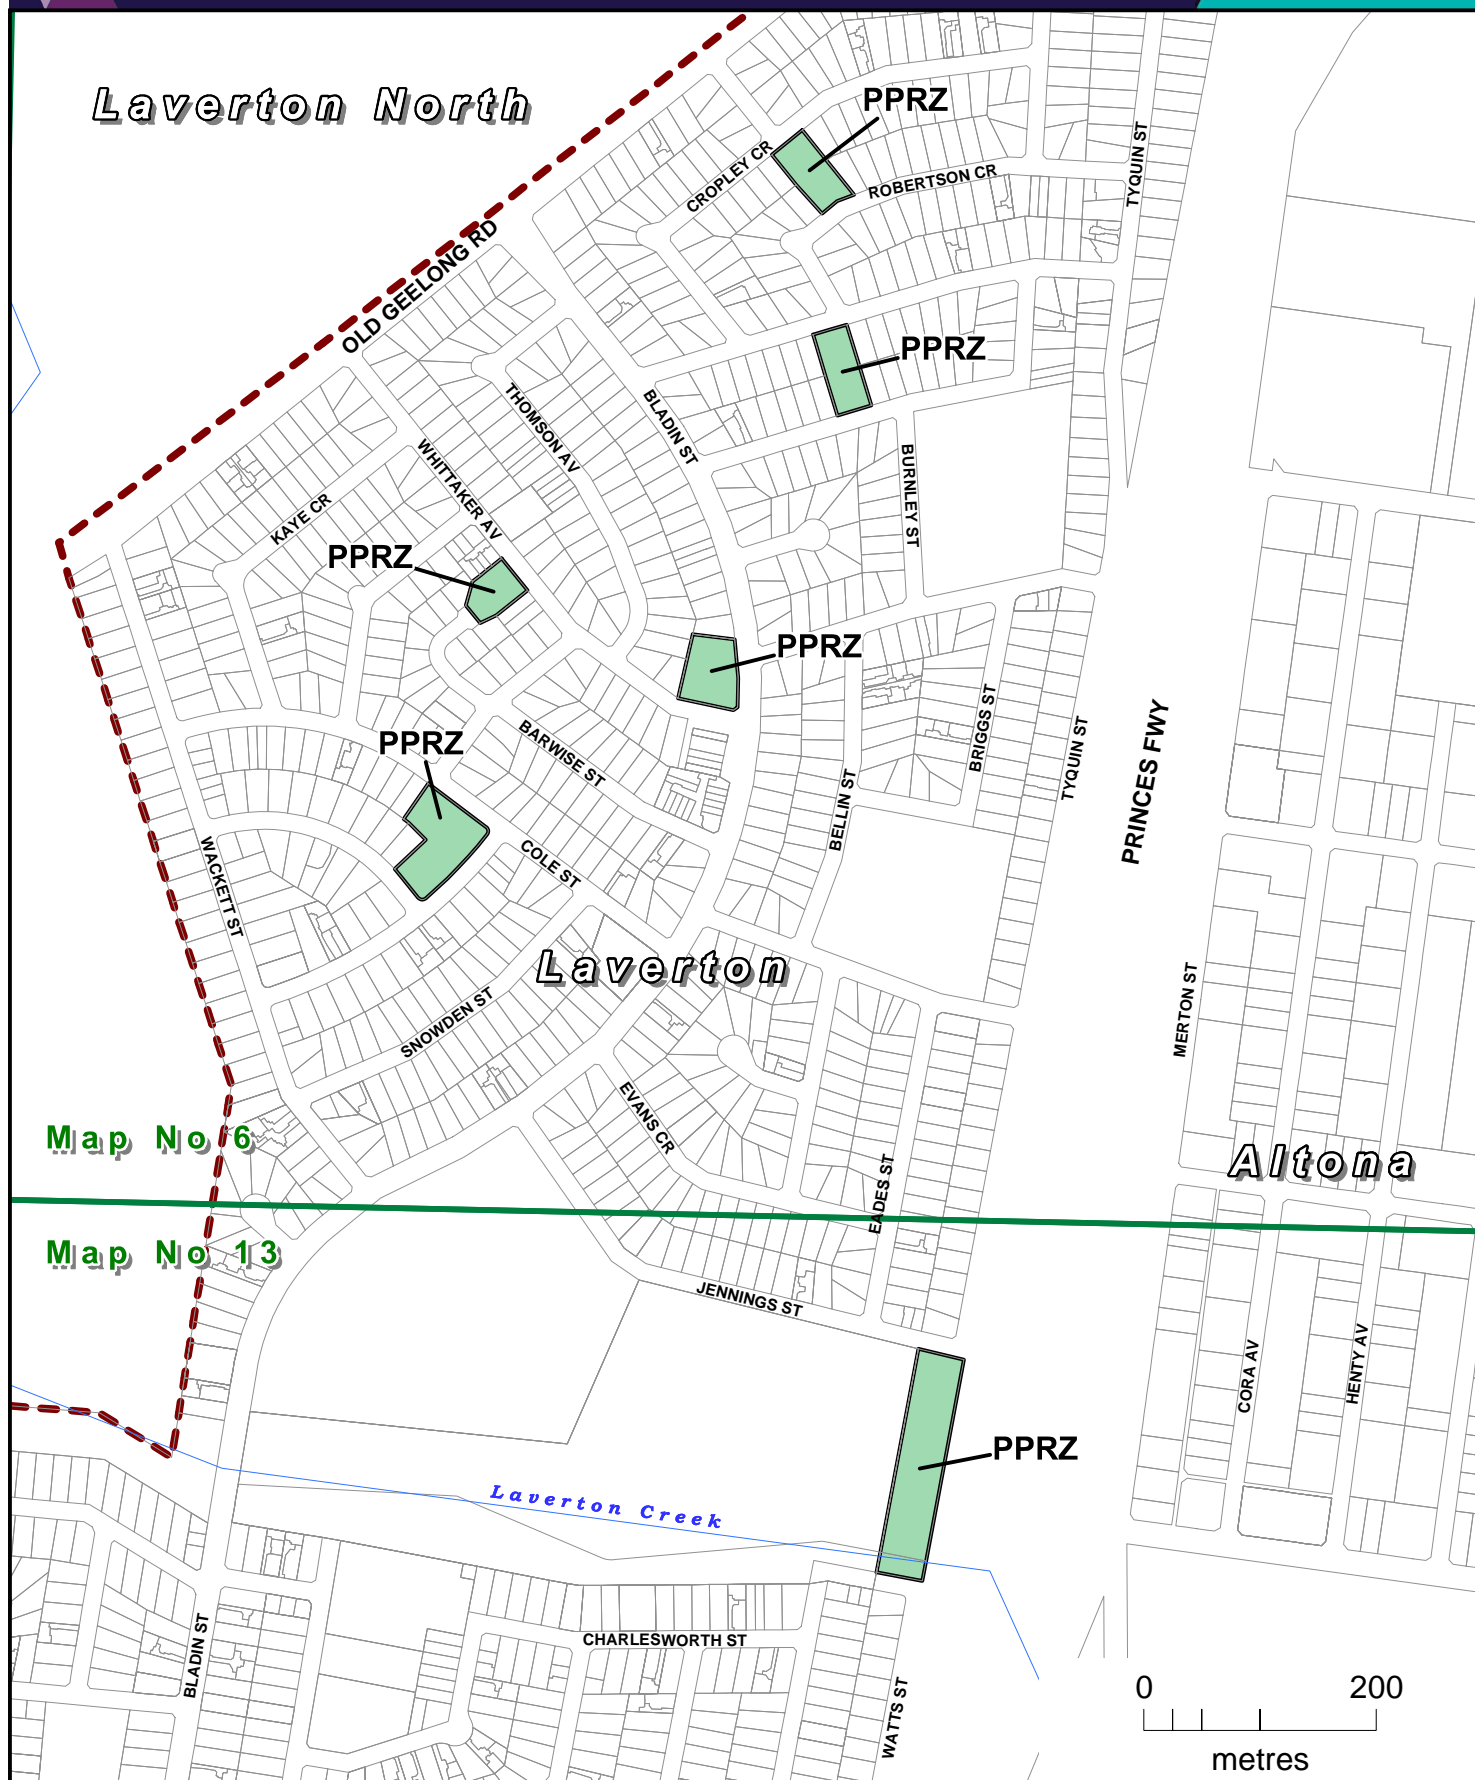 Laverton North
PPRZ
CROPLEY CR
ROBERTSON CR
TYQUIN ST
OLD GEELONG RD
PPRZ
THOMSON AV
BLADIN ST
WHITTAKER AV
BURNLEY ST
KAYE CR
PPRZ
PPRZ
BRIGGS ST
TYQUIN ST
PRINCES FWY
PPRZ
BARWISE ST
BELLIN ST
WACKETT ST
COLE ST
Laverton
MERTON ST
SNOWDEN ST
EVANS CR
Map No 6
Altona
EADES ST
Map No 13
JENNINGS ST
CORA AV
HENTY AV
PPRZ
Laverton Creek
BLADIN ST
CHARLESWORTH ST
WATTS ST
0 200
metres